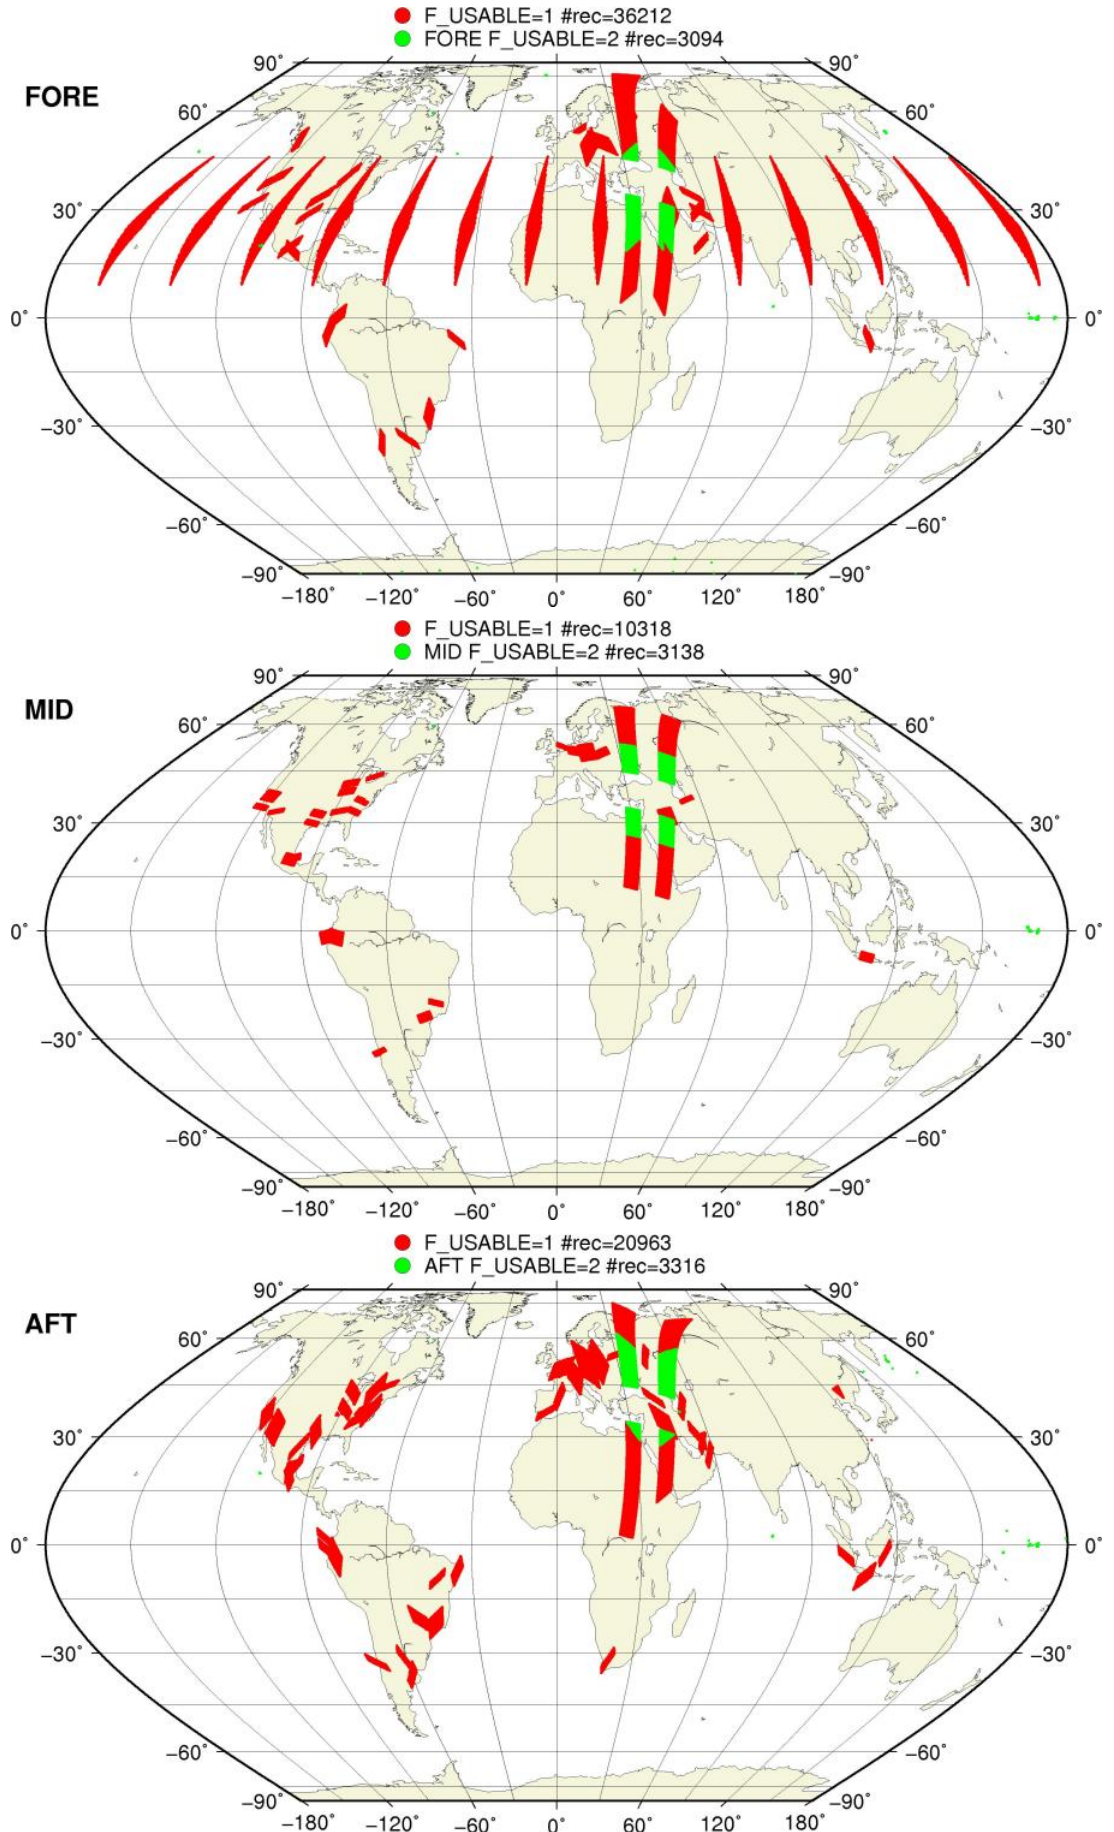 F_USABLE=1 #rec=36212
FORE F_USABLE=2 #rec=3094
FORE
90˚ 90˚
60˚ 60˚
30˚ 30˚
0˚ 0˚
−30˚ −30˚
−60˚ −60˚
−90˚ −90˚
−180˚ −120˚ −60˚ 0˚ 60˚ 120˚ 180˚
F_USABLE=1 #rec=10318
MID F_USABLE=2 #rec=3138
MID
90˚ 90˚
60˚ 60˚
30˚ 30˚
0˚ 0˚
−30˚ −30˚
−60˚ −60˚
−90˚ −90˚
−180˚ −120˚ −60˚ 0˚ 60˚ 120˚ 180˚
F_USABLE=1 #rec=20963
AFT F_USABLE=2 #rec=3316
AFT
90˚ 90˚
60˚ 60˚
30˚ 30˚
0˚ 0˚
−30˚ −30˚
−60˚ −60˚
−90˚ −90˚
−180˚ −120˚ −60˚ 0˚ 60˚ 120˚ 180˚